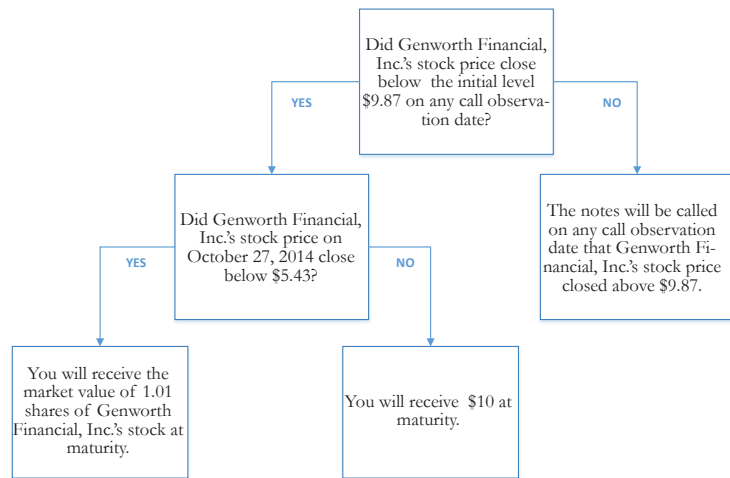 Did Genworth Financial,
Inc.'s stock price close
below the initial level
$9.87 on any call observa-
tion date?
YES
NO
Did Genworth Financial,
Inc.'s stock price on
October 27, 2014 close
below $5.43?
The notes will be called
on any call observation
date that Genworth Fi-
nancial, Inc.'s stock price
closed above $9.87.
YES
NO
You will receive the
market value of 1.01
shares of Genworth
Financial, Inc.'s stock at
maturity.
You will receive $10 at
maturity.